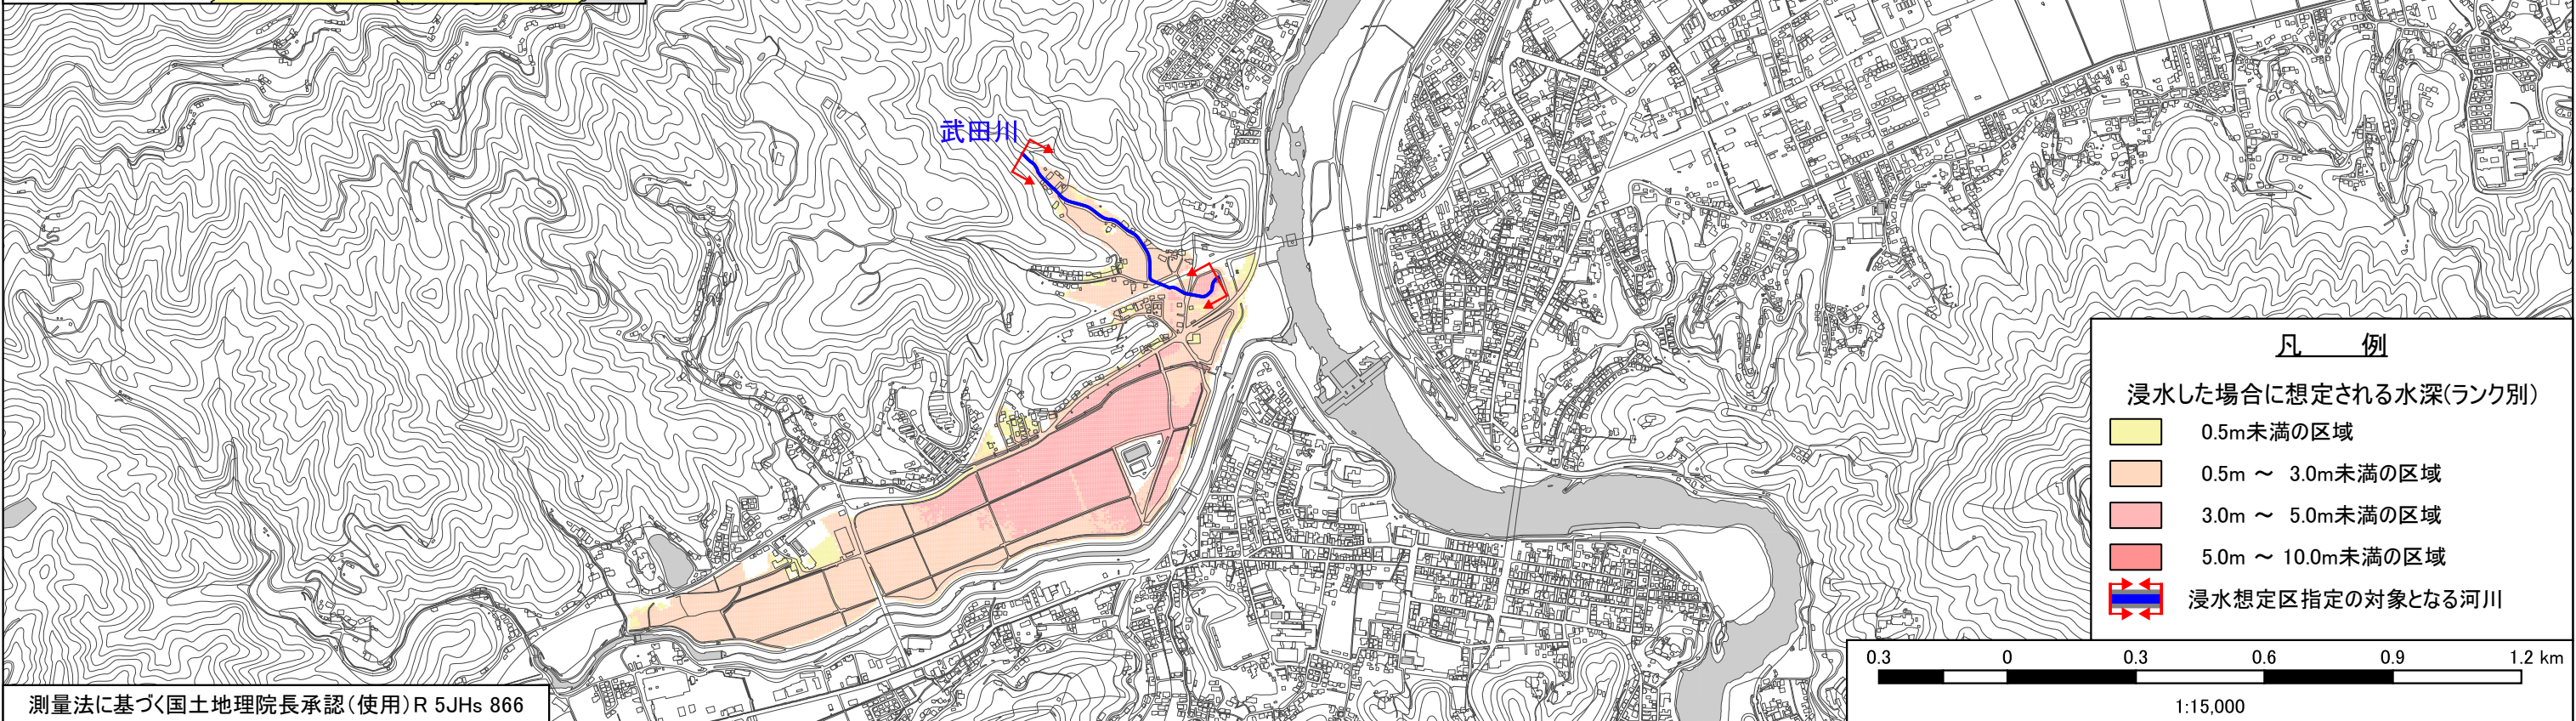 武田川
凡 例
浸水した場合に想定される水深(ランク別)
0.5m未満の区域
0.5m ～ 3.0m未満の区域
3.0m ～ 5.0m未満の区域
5.0m ～ 10.0m未満の区域
浸水想定区指定の対象となる河川
0.3 0 0.3 0.6 0.9 1.2 km
1:15,000
測量法に基づく国土地理院長承認(使用)R 5JHs 866